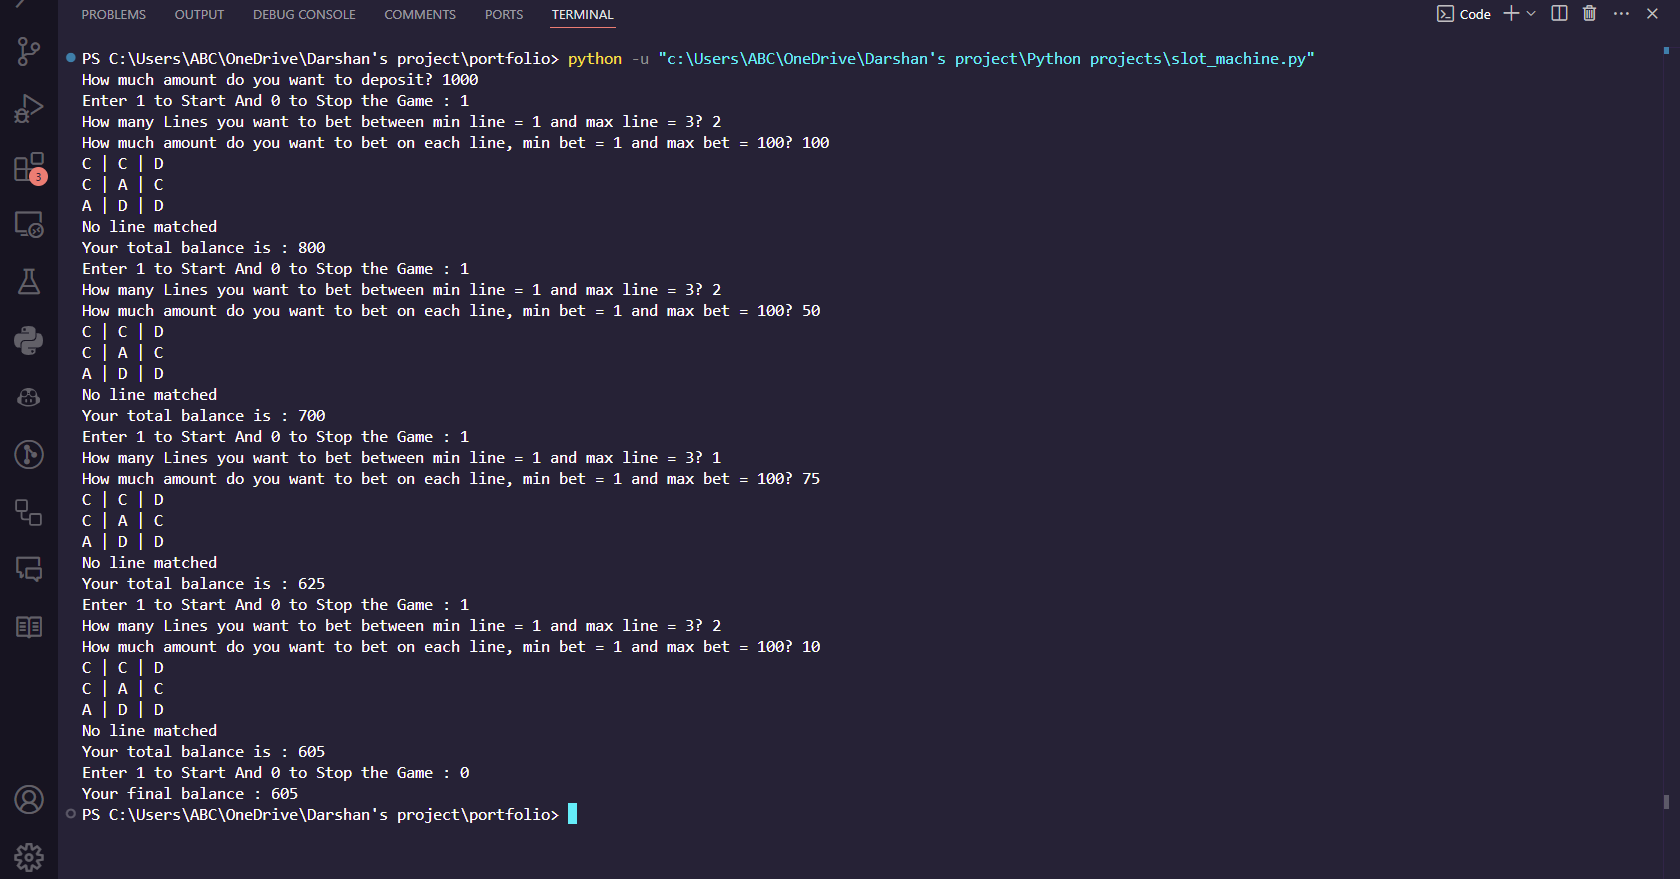 PROBLEMS OUTPUT DEBUG CONSOLE COMMENTS PORTS TERMINAL Code
PS C:\Users\ABC\OneDrive\Darshan's project\portfolio> python -u "c:\Users\ABC\OneDrive\Darshan's project\Python projects\slot_machine.py"
How much amount do you want to deposit? 1000
Enter 1 to Start And 0 to Stop the Game : 1
How many Lines you want to bet between min line = 1 and max line = 3? 2
How much amount do you want to bet on each line, min bet = 1 and max bet = 100? 100
C | C | D
C | A | C
A | D | D
No line matched
Your total balance is : 800
Enter 1 to Start And 0 to Stop the Game : 1
How many Lines you want to bet between min line = 1 and max line = 3? 2
How much amount do you want to bet on each line, min bet = 1 and max bet = 100? 50
C | C | D
C | A | C
A | D | D
No line matched
Your total balance is : 700
Enter 1 to Start And 0 to Stop the Game : 1
How many Lines you want to bet between min line = 1 and max line = 3? 1
How much amount do you want to bet on each line, min bet = 1 and max bet = 100? 75
C | C | D
C | A | C
A | D | D
No line matched
Your total balance is : 625
Enter 1 to Start And 0 to Stop the Game : 1
How many Lines you want to bet between min line = 1 and max line = 3? 2
How much amount do you want to bet on each line, min bet = 1 and max bet = 100? 10
C | C | D
C | A | C
A | D | D
No line matched
Your total balance is : 605
Enter 1 to Start And 0 to Stop the Game : 0
Your final balance : 605
PS C:\Users\ABC\OneDrive\Darshan's project\portfolio>
3